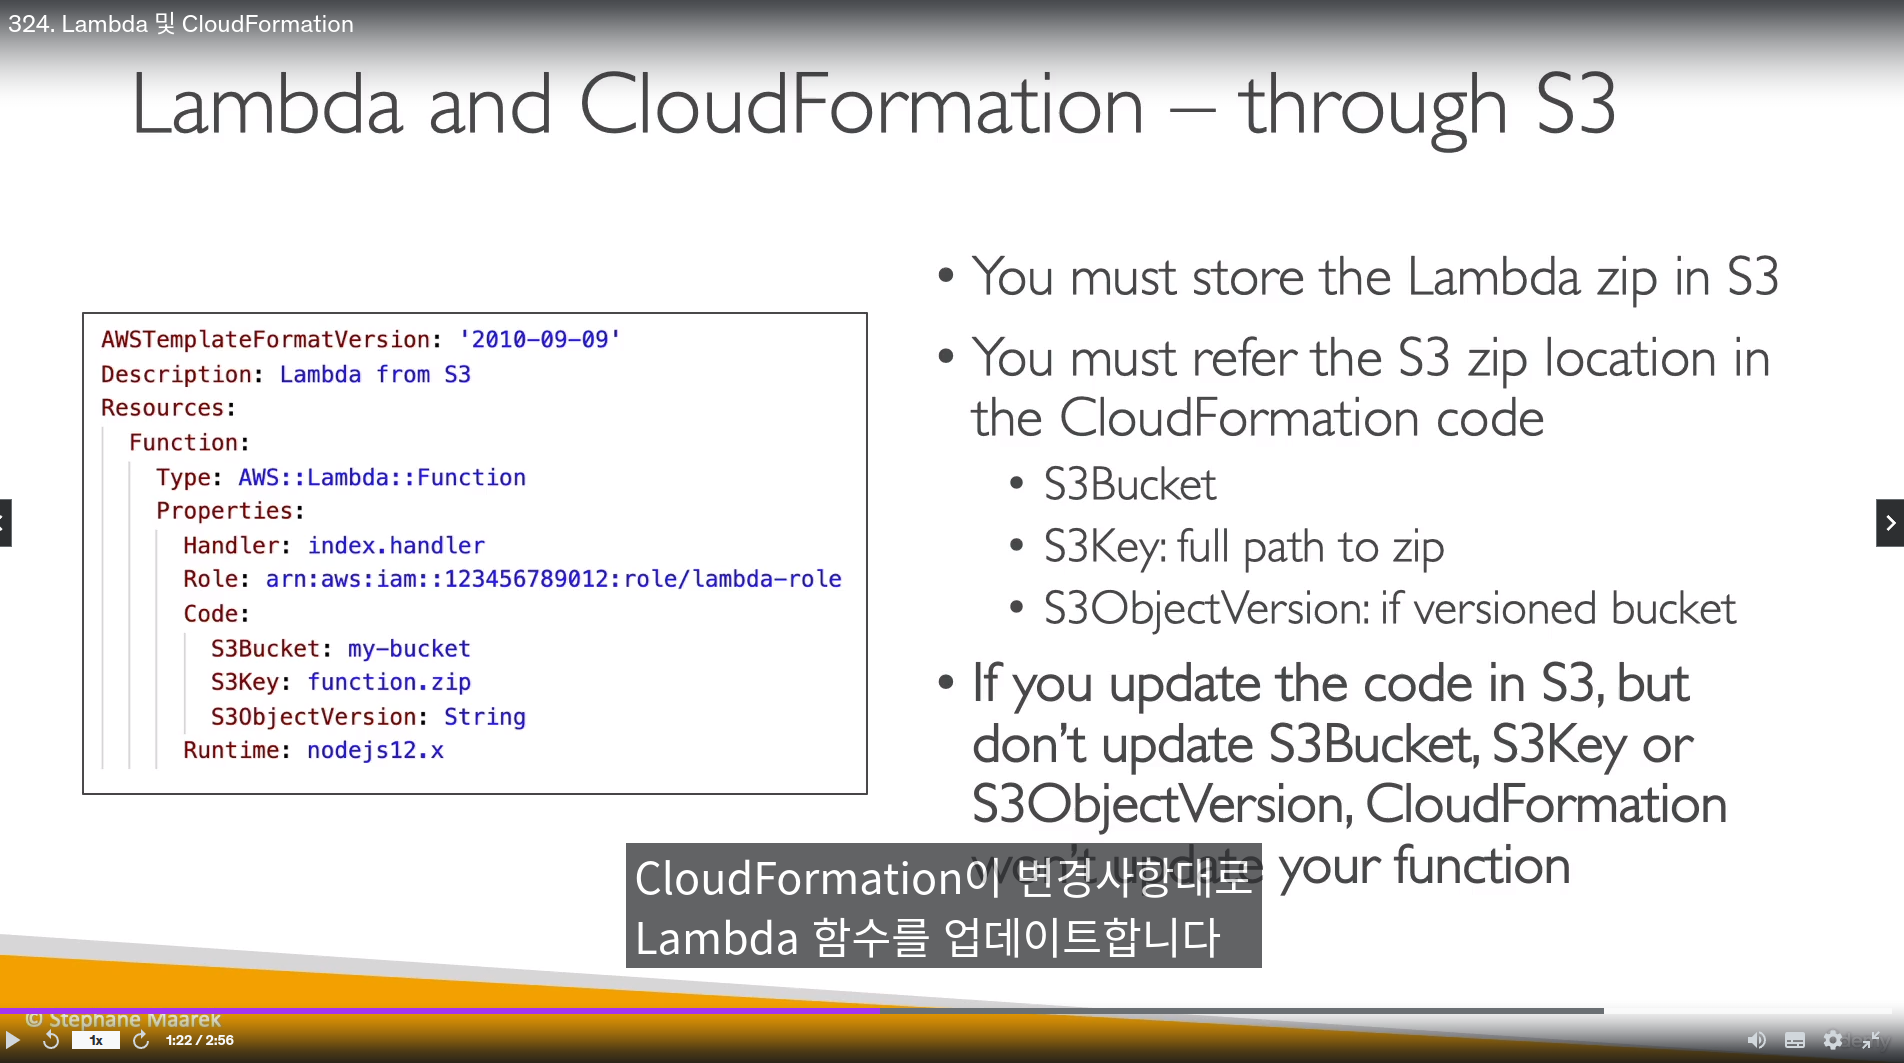 324. Lambda 및 CloudFormation
Lambda and CloudFormation – through S3
AWSTemplateFormatVersion: '2010-09-09'
Description: Lambda from S3
Resources:
Function:
Type: AWS::Lambda::Function
Properties:
Handler: index.handler
Role: arn:aws:iam::123456789012:role/lambda-role
Code:
S3Bucket: my-bucket
S3Key: function.zip
S3ObjectVersion: String
Runtime: nodejs12.x
• You must store the Lambda zip in S3
• You must refer the S3 zip location in
the CloudFormation code
• S3Bucket
• S3Key: full path to zip
• S3ObjectVersion: if versioned bucket
• If you update the code in S3, but
don't update S3Bucket, S3Key or
S3ObjectVersion, CloudFormation
won't update your function
CloudFormation이 변경사항대로
Lambda 함수를 업데이트합니다
© Stephane Maarek
1x
1:22 / 2:56